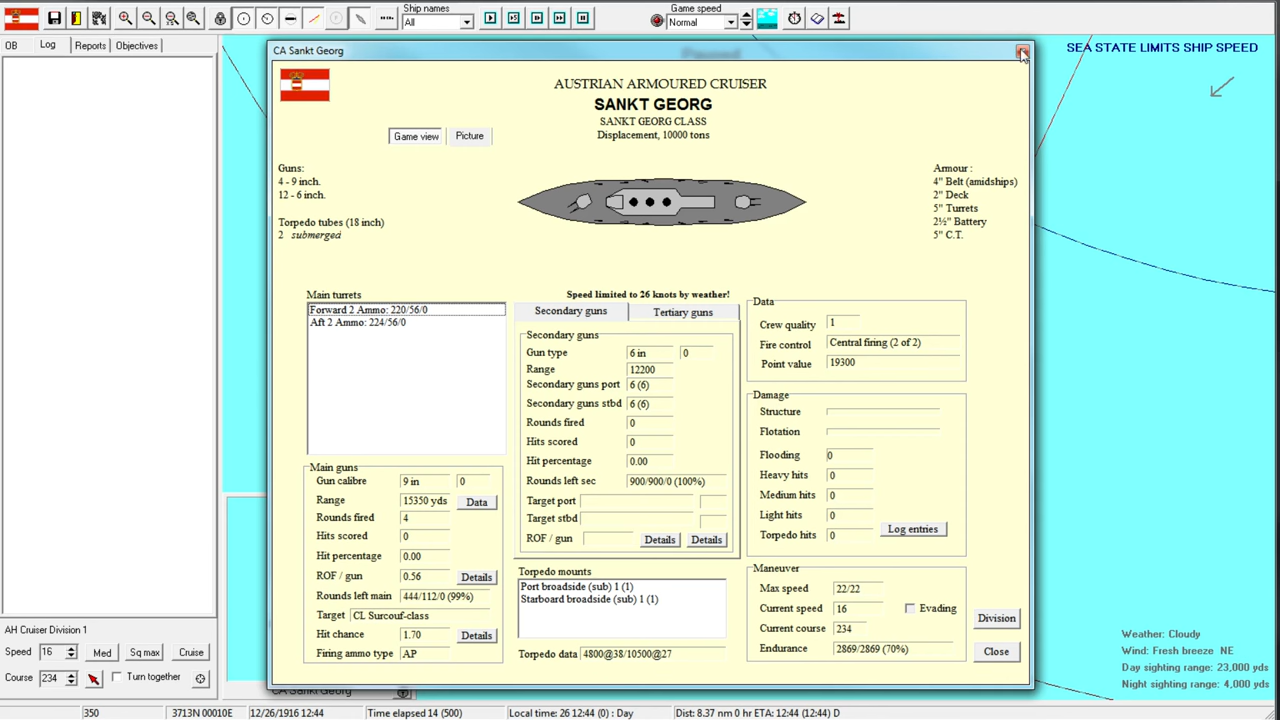 Ship names
All
Game speed
Normal
OB
Log
Reports
Objectives
CA Sankt Georg
Paused
SEA STATE LIMITS SHIP SPEED
AUSTRIAN ARMOURED CRUISER
SANKT GEORG
SANKT GEORG CLASS
Displacement, 10000 tons
Game view
Picture
Guns:
4 - 9 inch.
12 - 6 inch.
Torpedo tubes (18 inch)
2 submerged
Armour :
4" Belt (amidships)
2" Deck
5" Turrets
2½" Battery
5" C.T.
Main turrets
Forward 2 Ammo: 220/56/0
Aft 2 Ammo: 224/56/0
Main guns
Gun calibre 9 in 0
Range 15350 yds Data
Rounds fired 4
Hits scored 0
Hit percentage 0.00
ROF / gun 0.56 Details
Rounds left main 444/112/0 (99%)
Target CL Surcouf-class
Hit chance 1.70 Details
Firing ammo type AP
Speed limited to 26 knots by weather!
Secondary guns
Tertiary guns
Secondary guns
Gun type 6 in 0
Range 12200
Secondary guns port 6 (6)
Secondary guns stbd 6 (6)
Rounds fired 0
Hits scored 0
Hit percentage 0.00
Rounds left sec 900/900/0 (100%)
Target port
Target stbd
ROF / gun Details Details
Torpedo mounts
Port broadside (sub) 1 (1)
Starboard broadside (sub) 1 (1)
Torpedo data 4800@38/10500@27
Data
Crew quality 1
Fire control Central firing (2 of 2)
Point value 19300
Damage
Structure
Flotation
Flooding 0
Heavy hits 0
Medium hits 0
Light hits 0
Torpedo hits 0
Log entries
Maneuver
Max speed 22/22
Current speed 16 Evading
Current course 234
Endurance 2869/2869 (70%)
Division
Close
AH Cruiser Division 1
Speed 16 Med Sq max Cruise
Course 234 Turn together
CA Sankt Georg
Weather: Cloudy
Wind: Fresh breeze NE
Day sighting range: 23,000 yds
Night sighting range: 4,000 yds
350 3713N 00010E 12/26/1916 12:44 Time elapsed 14 (500) Local time: 26 12:44 (0) : Day Dist: 8.37 nm 0 hr ETA: 12:44 (12:44) D